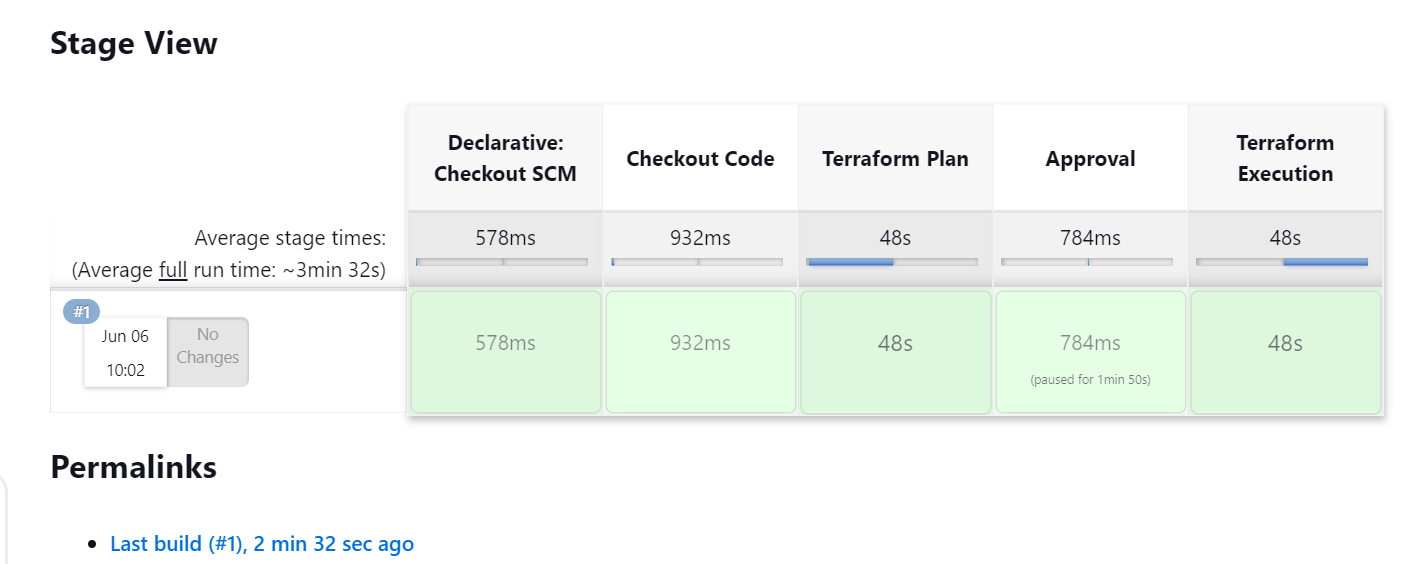 Stage View
Declarative:
Checkout SCM
Checkout Code
Terraform Plan
Approval
Terraform
Execution
Average stage times:
(Average full run time: ~3min 32s)
578ms
932ms
48s
784ms
48s
#1
Jun 06
10:02
No
Changes
578ms
932ms
48s
784ms
(paused for 1min 50s)
48s
Permalinks
Last build (#1), 2 min 32 sec ago